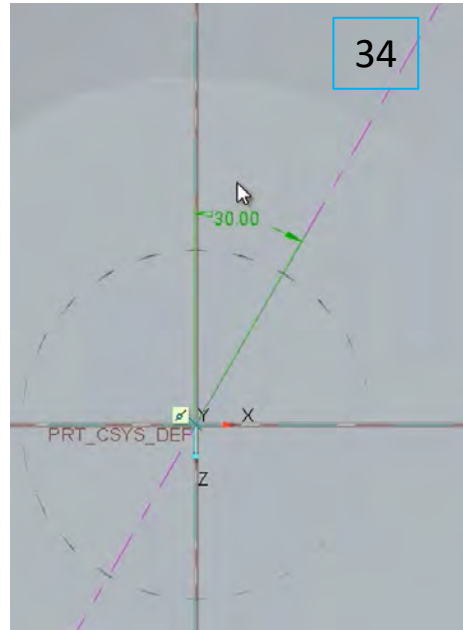 34
30.00
Y X
PRT_CSYS_DEF
Z